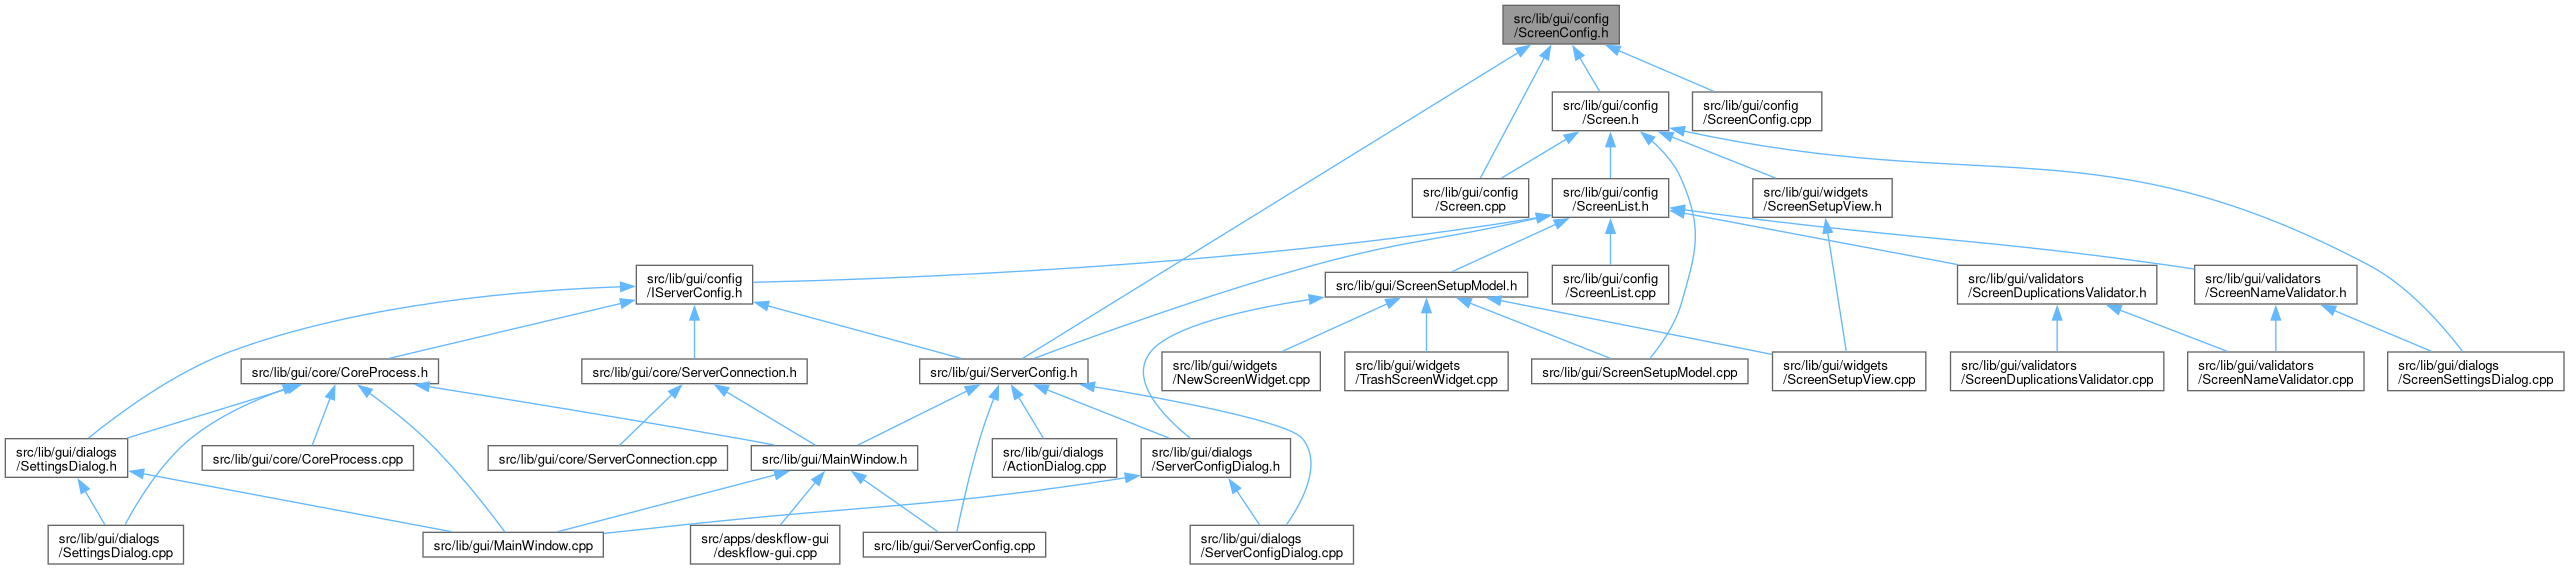 src/lib/gui/config
/ScreenConfig.h
src/lib/gui/config
/Screen.h
src/lib/gui/config
/ScreenConfig.cpp
src/lib/gui/config
/Screen.cpp
src/lib/gui/config
/ScreenList.h
src/lib/gui/widgets
/ScreenSetupView.h
src/lib/gui/config
/IServerConfig.h
src/lib/gui/ScreenSetupModel.h
src/lib/gui/config
/ScreenList.cpp
src/lib/gui/validators
/ScreenDuplicationsValidator.h
src/lib/gui/validators
/ScreenNameValidator.h
src/lib/gui/core/CoreProcess.h
src/lib/gui/core/ServerConnection.h
src/lib/gui/ServerConfig.h
src/lib/gui/widgets
/NewScreenWidget.cpp
src/lib/gui/widgets
/TrashScreenWidget.cpp
src/lib/gui/ScreenSetupModel.cpp
src/lib/gui/widgets
/ScreenSetupView.cpp
src/lib/gui/validators
/ScreenDuplicationsValidator.cpp
src/lib/gui/validators
/ScreenNameValidator.cpp
src/lib/gui/dialogs
/ScreenSettingsDialog.cpp
src/lib/gui/dialogs
/SettingsDialog.h
src/lib/gui/core/CoreProcess.cpp
src/lib/gui/core/ServerConnection.cpp
src/lib/gui/MainWindow.h
src/lib/gui/dialogs
/ActionDialog.cpp
src/lib/gui/dialogs
/ServerConfigDialog.h
src/lib/gui/dialogs
/SettingsDialog.cpp
src/lib/gui/MainWindow.cpp
src/apps/deskflow-gui
/deskflow-gui.cpp
src/lib/gui/ServerConfig.cpp
src/lib/gui/dialogs
/ServerConfigDialog.cpp